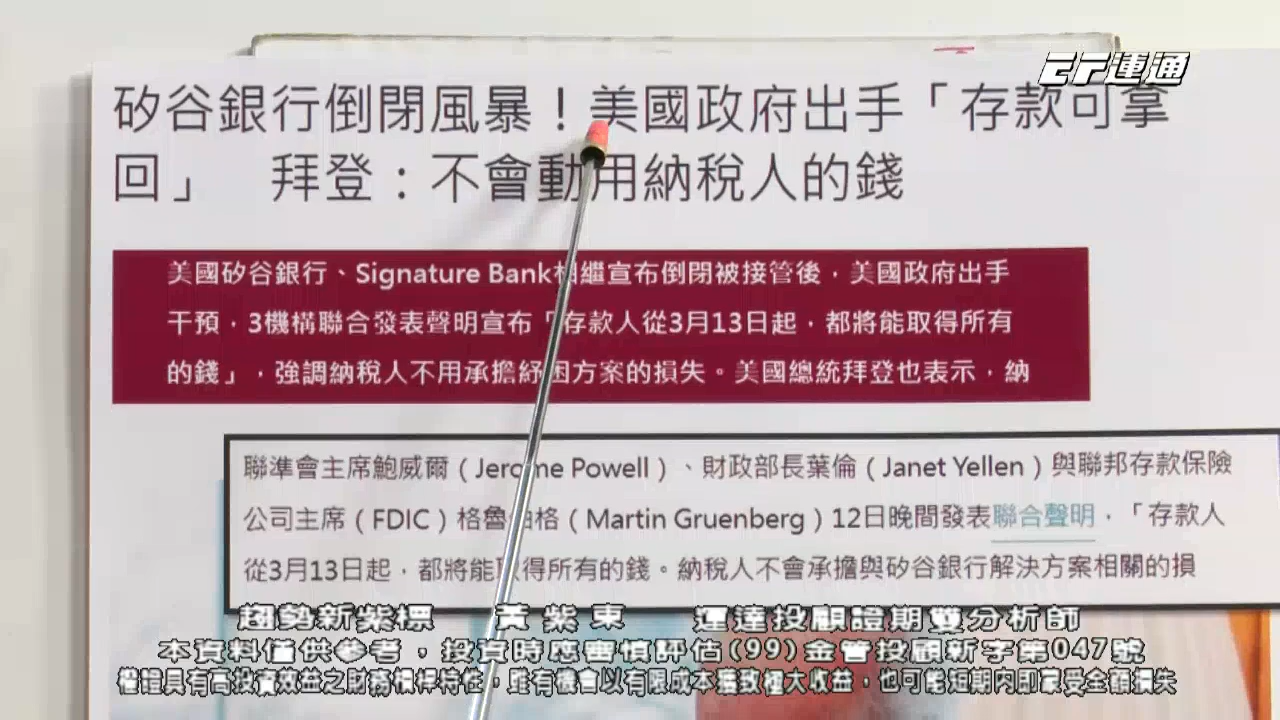 EF運通
矽谷銀行倒閉風暴！美國政府出手「存款可拿
回」 拜登：不會動用納稅人的錢
美國矽谷銀行、Signature Bank相繼宣布倒閉被接管後，美國政府出手
干預，3機構聯合發表聲明宣布「存款人從3月13日起，都將能取得所有
的錢」，強調納稅人不用承擔紓困方案的損失。美國總統拜登也表示，納
聯準會主席鮑威爾（Jerome Powell）、財政部長葉倫（Janet Yellen）與聯邦存款保險
公司主席（FDIC）格魯柏格（Martin Gruenberg）12日晚間發表聯合聲明，「存款人
從3月13日起，都將能取得所有的錢。納稅人不會承擔與矽谷銀行解決方案相關的損
趨勢新紫標 黃紫東 運達投顧證期雙分析師
本資料僅供參考，投資時應審慎評估(99)金管投顧新字第047號
權證具有高投資效益之財務槓桿特性，雖有機會以有限成本獲致極大收益，也可能短期內即蒙受全額損失